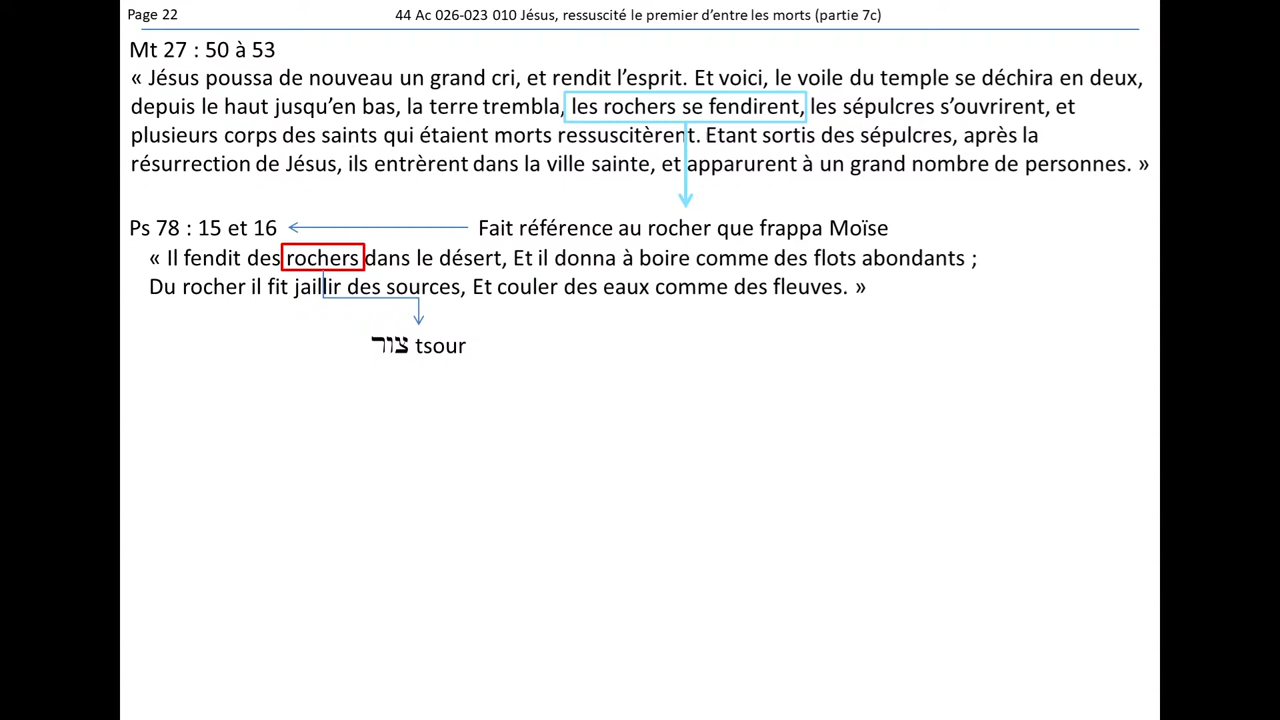 Page 22
44 Ac 026-023 010 Jésus, ressuscité le premier d’entre les morts (partie 7c)
Mt 27 : 50 à 53
« Jésus poussa de nouveau un grand cri, et rendit l’esprit. Et voici, le voile du temple se déchira en deux,
depuis le haut jusqu’en bas, la terre trembla, les rochers se fendirent, les sépulcres s’ouvrirent, et
plusieurs corps des saints qui étaient morts ressuscitèrent. Etant sortis des sépulcres, après la
résurrection de Jésus, ils entrèrent dans la ville sainte, et apparurent à un grand nombre de personnes. »
Ps 78 : 15 et 16
Fait référence au rocher que frappa Moïse
« Il fendit des rochers dans le désert, Et il donna à boire comme des flots abondants ;
Du rocher il fit jaillir des sources, Et couler des eaux comme des fleuves. »
צור tsour